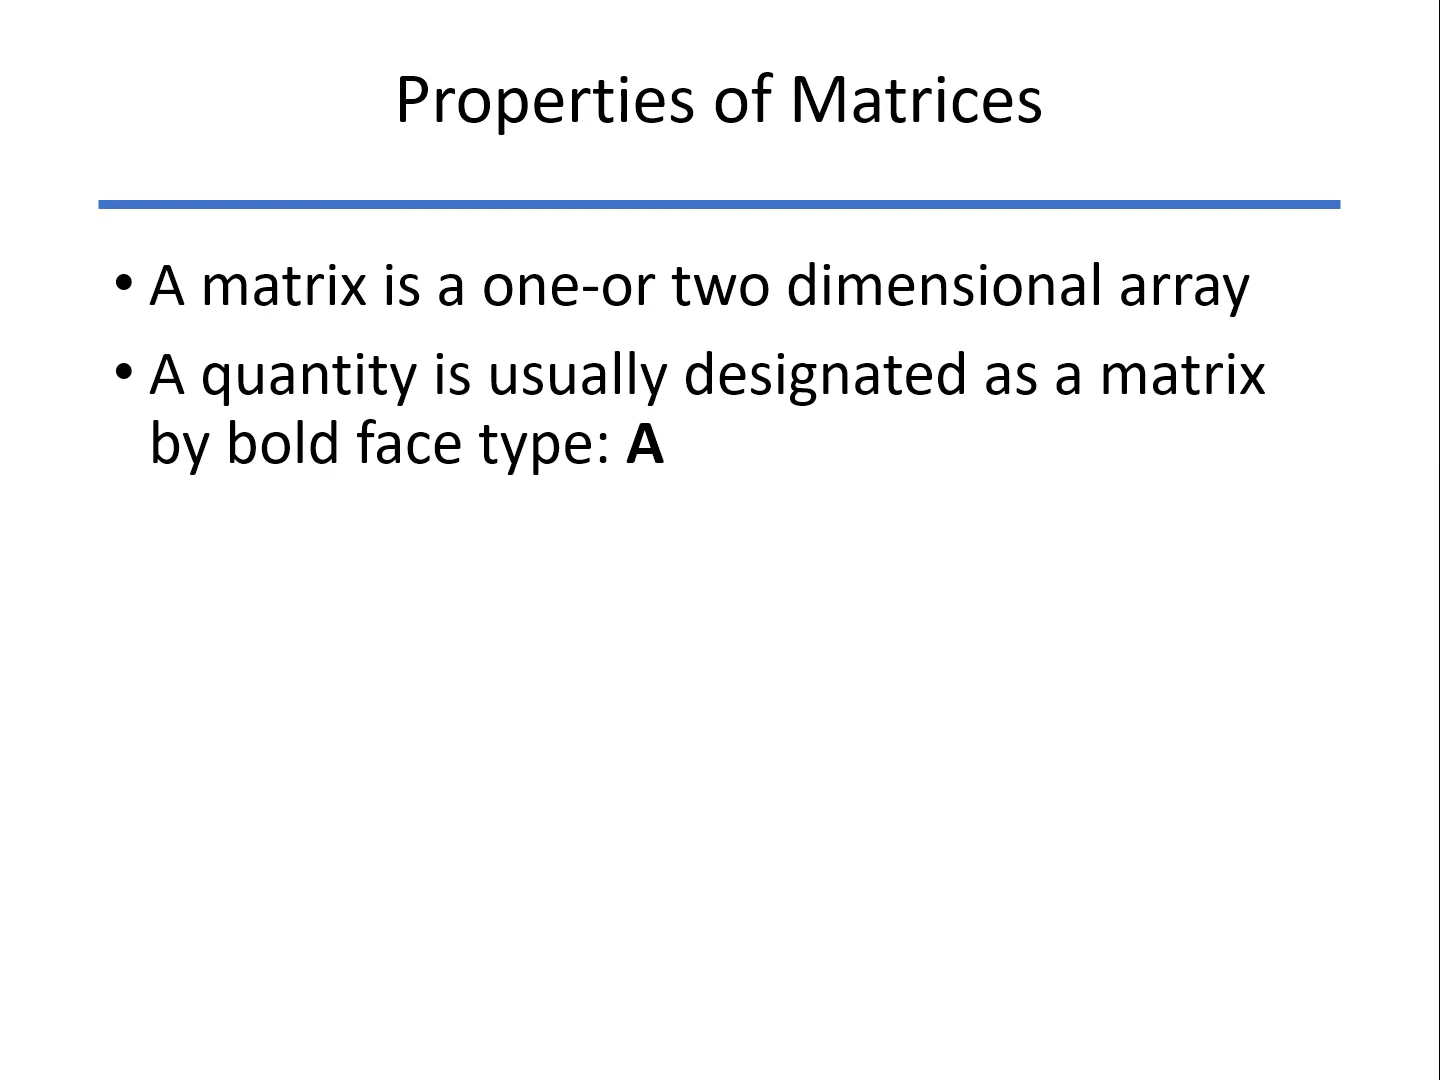 Properties of Matrices
• A matrix is a one-or two dimensional array
• A quantity is usually designated as a matrix
by bold face type: A